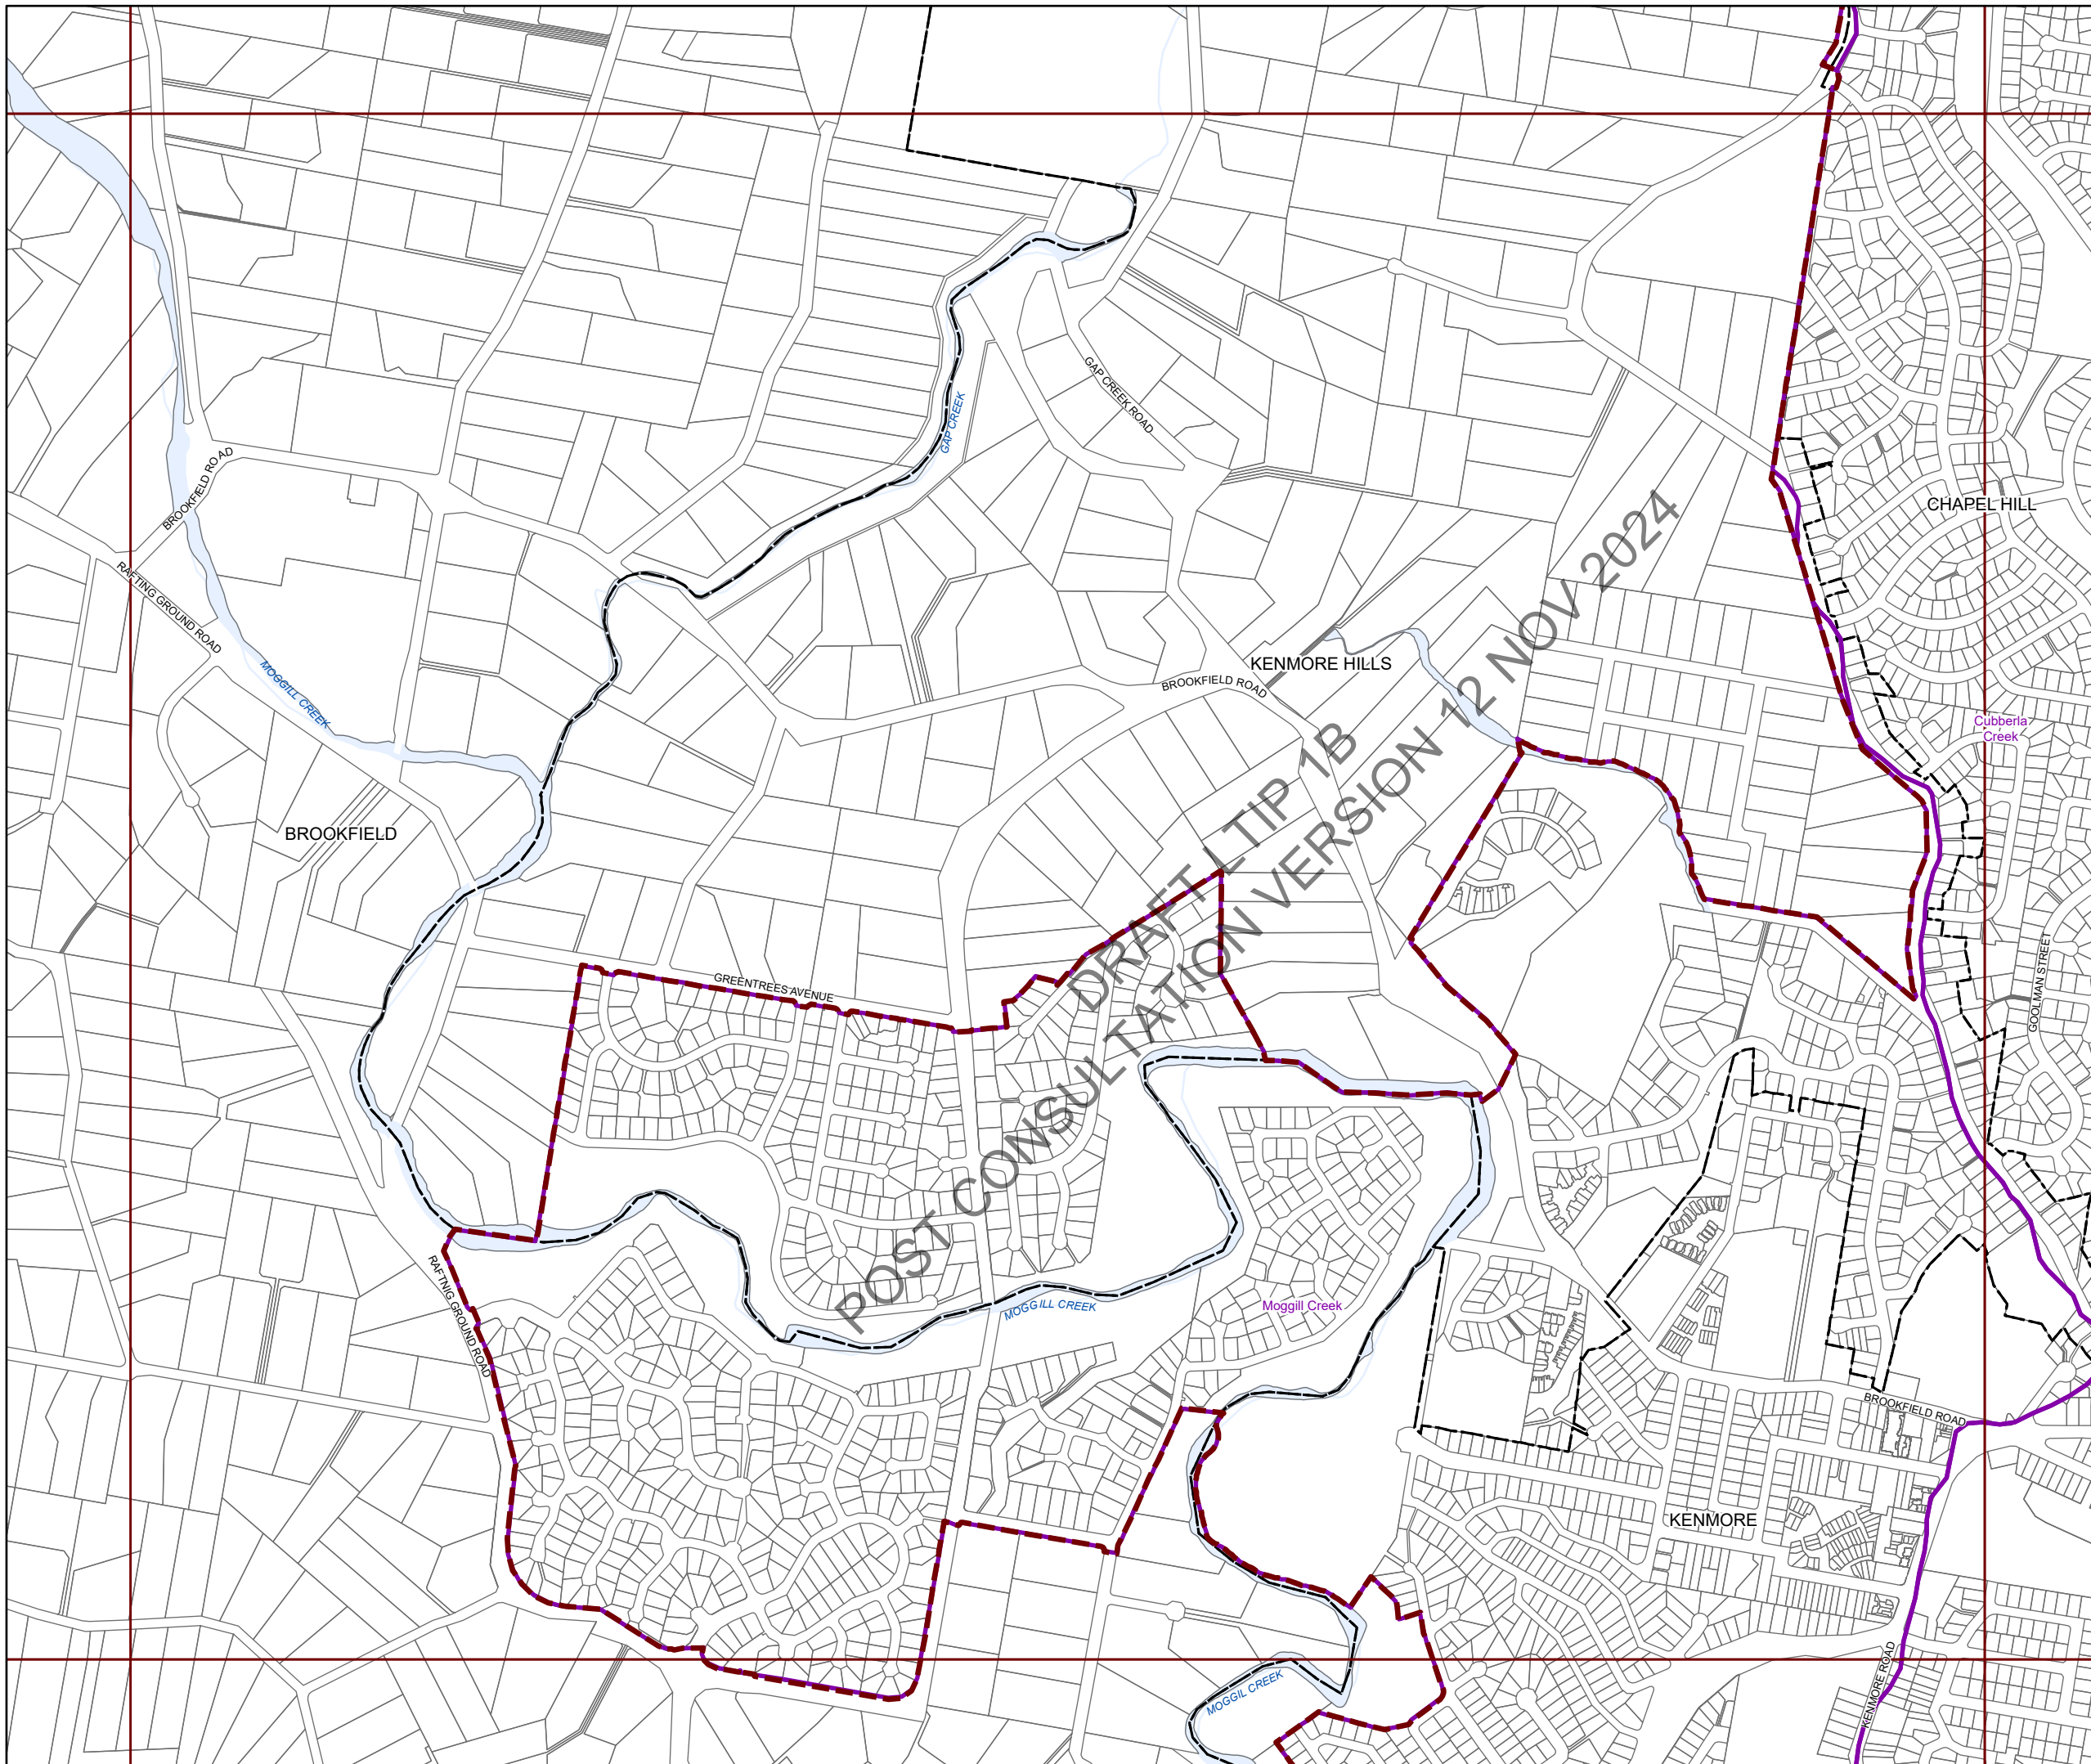 GAP CREEK ROAD
GAP CREEK
BROOKFIELD ROAD
CHAPEL HILL
RAFTING GROUND ROAD
MOGGILL CREEK
KENMORE HILLS
BROOKFIELD ROAD
Cubberla
Creek
BROOKFIELD
DRAFT LTIP 1B
POST CONSULTATION VERSION 12 NOV 2024
GREENTREES AVENUE
GOOLMAN STREET
RAFTNIG GROUND ROAD
MOGGILL CREEK
Moggill Creek
BROOKFIELD ROAD
KENMORE
KENMORE ROAD
MOGGIL CREEK